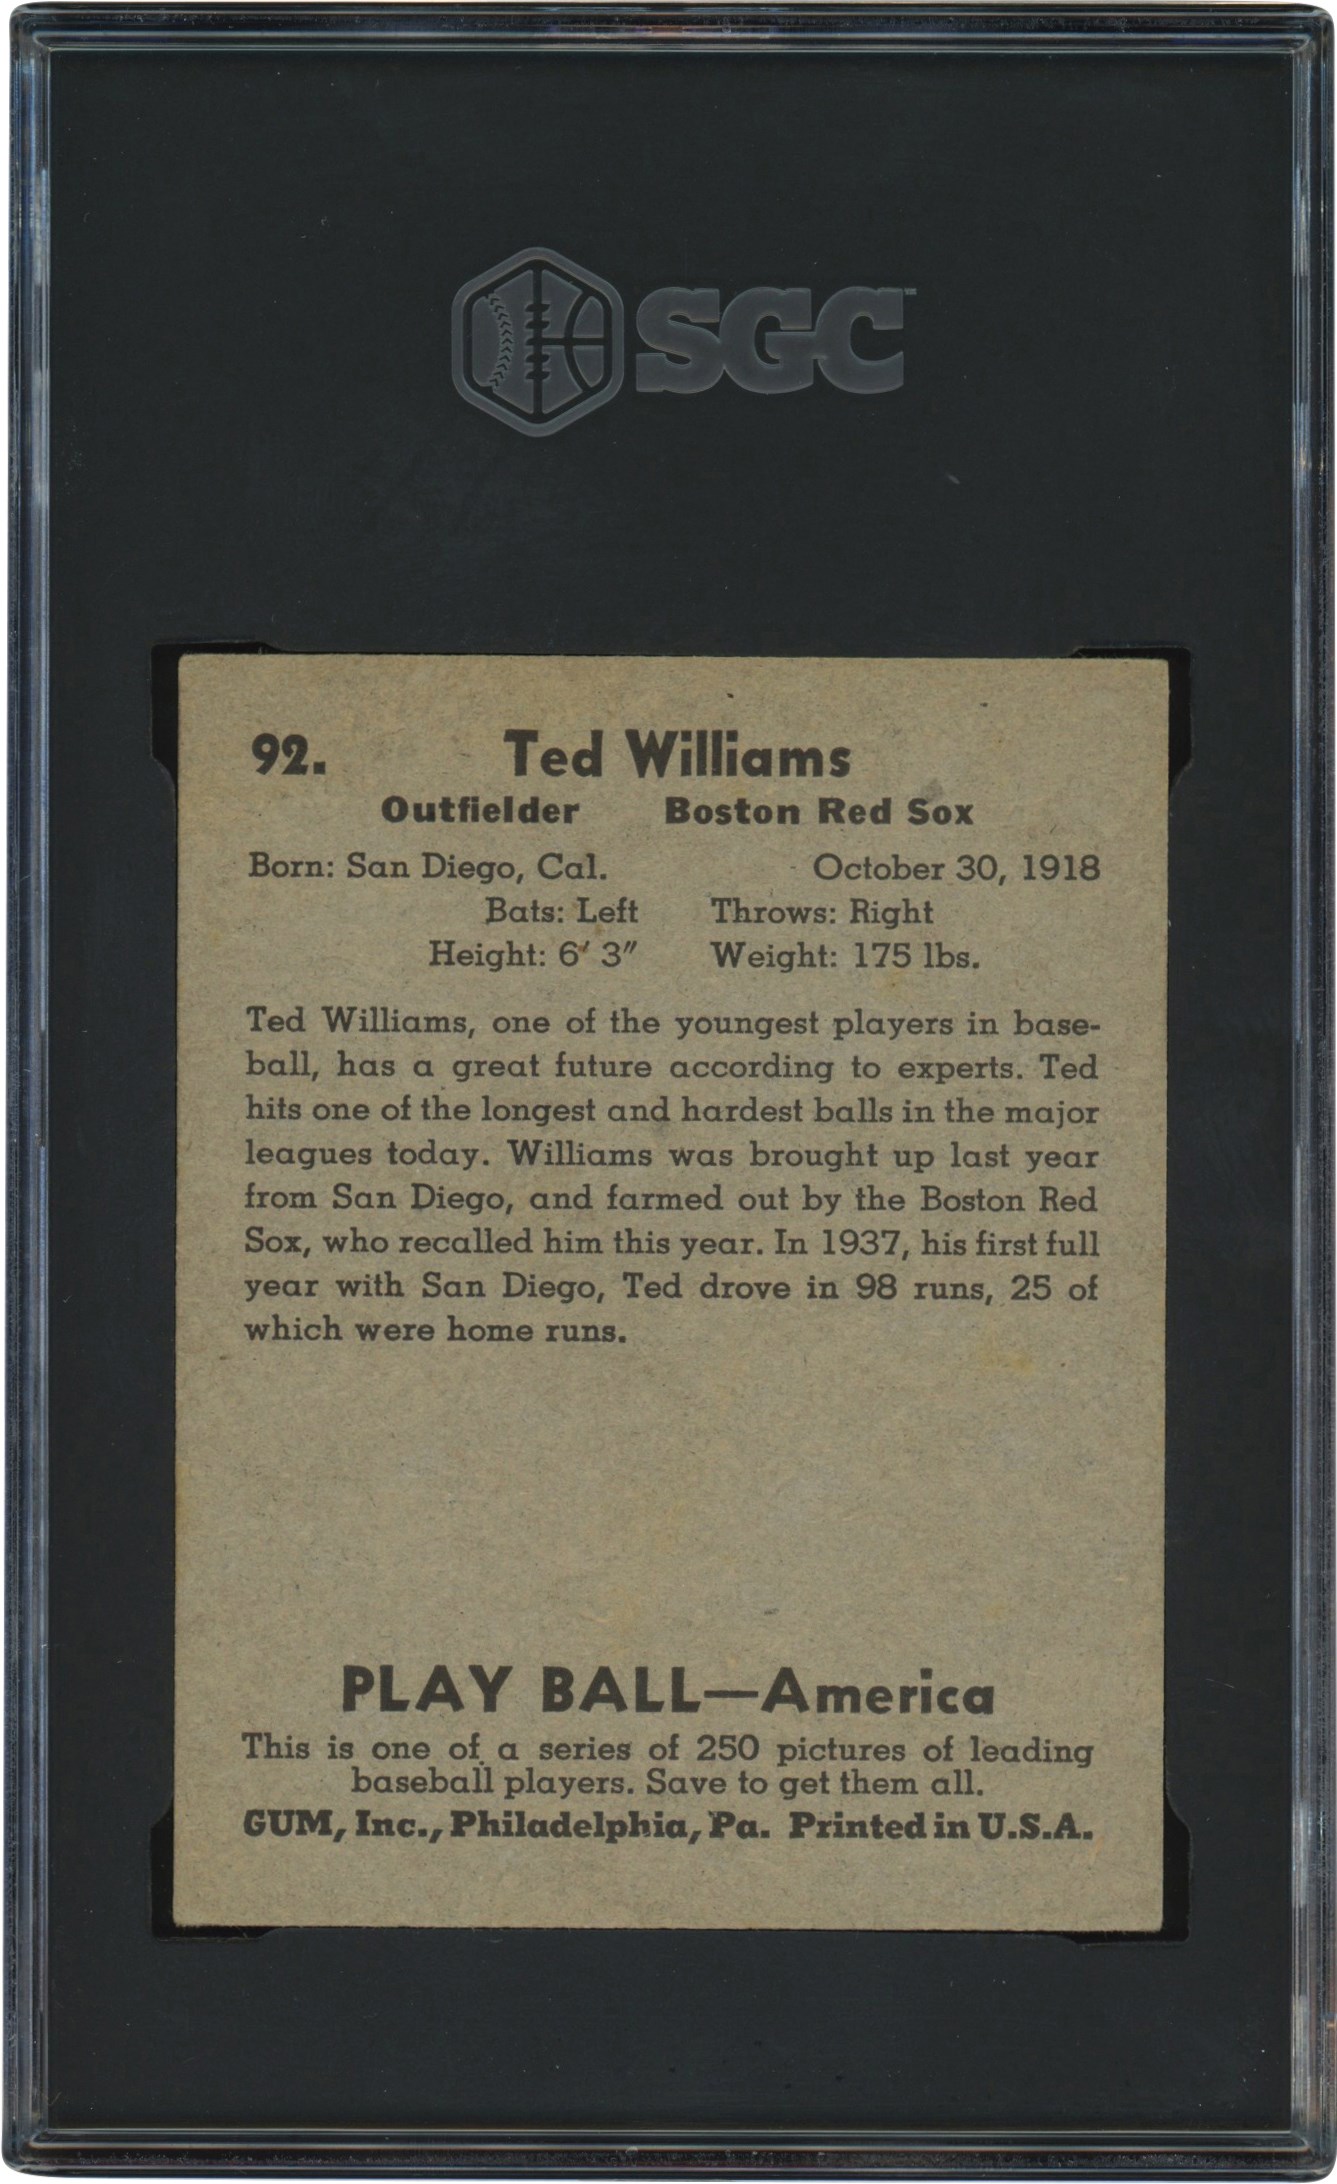 SGC™
92. Ted Williams
Outfielder Boston Red Sox
Born: San Diego, Cal. October 30, 1918
Bats: Left Throws: Right
Height: 6′ 3″ Weight: 175 lbs.
Ted Williams, one of the youngest players in base-
ball, has a great future according to experts. Ted
hits one of the longest and hardest balls in the major
leagues today. Williams was brought up last year
from San Diego, and farmed out by the Boston Red
Sox, who recalled him this year. In 1937, his first full
year with San Diego, Ted drove in 98 runs, 25 of
which were home runs.
PLAY BALL—America
This is one of a series of 250 pictures of leading
baseball players. Save to get them all.
GUM, Inc., Philadelphia, Pa. Printed in U.S.A.